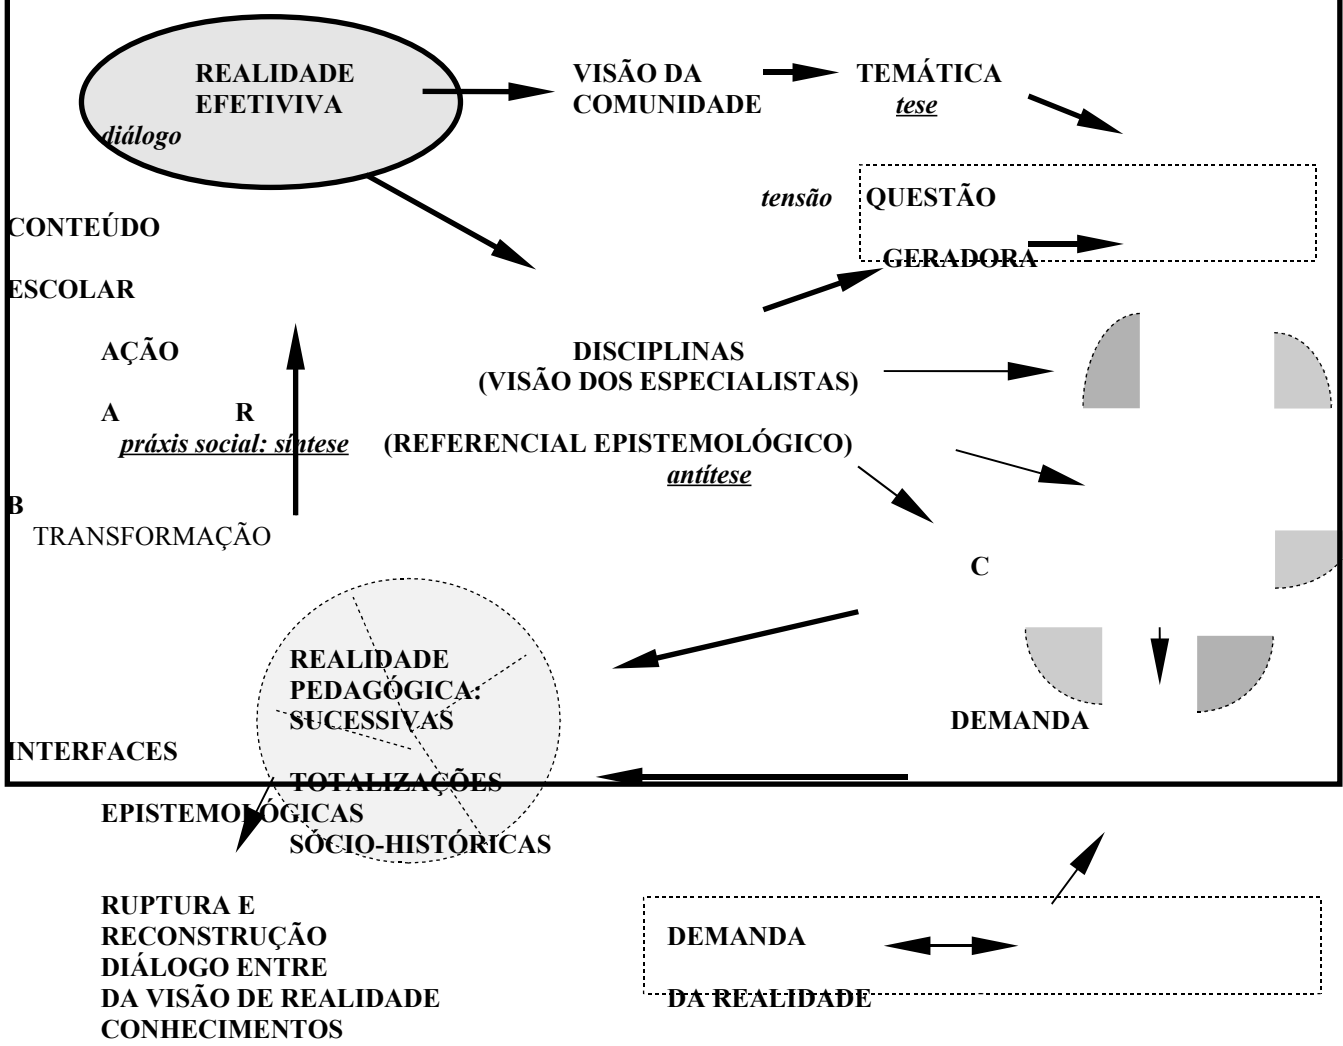 REALIDADE VISÃO DA TEMÁTICA
EFETIVIVA COMUNIDADE tese
diálogo
tensão QUESTÃO
CONTEÚDO
GERADORA
ESCOLAR
AÇÃO DISCIPLINAS
(VISÃO DOS ESPECIALISTAS)
A R
práxis social: síntese (REFERENCIAL EPISTEMOLÓGICO)
antítese
B
TRANSFORMAÇÃO
C
REALIDADE
PEDAGÓGICA:
SUCESSIVAS DEMANDA
INTERFACES
TOTALIZAÇÕES
EPISTEMOLÓGICAS
SÓCIO-HISTÓRICAS
RUPTURA E
RECONSTRUÇÃO DEMANDA
DIÁLOGO ENTRE
DA VISÃO DE REALIDADE DA REALIDADE
CONHECIMENTOS